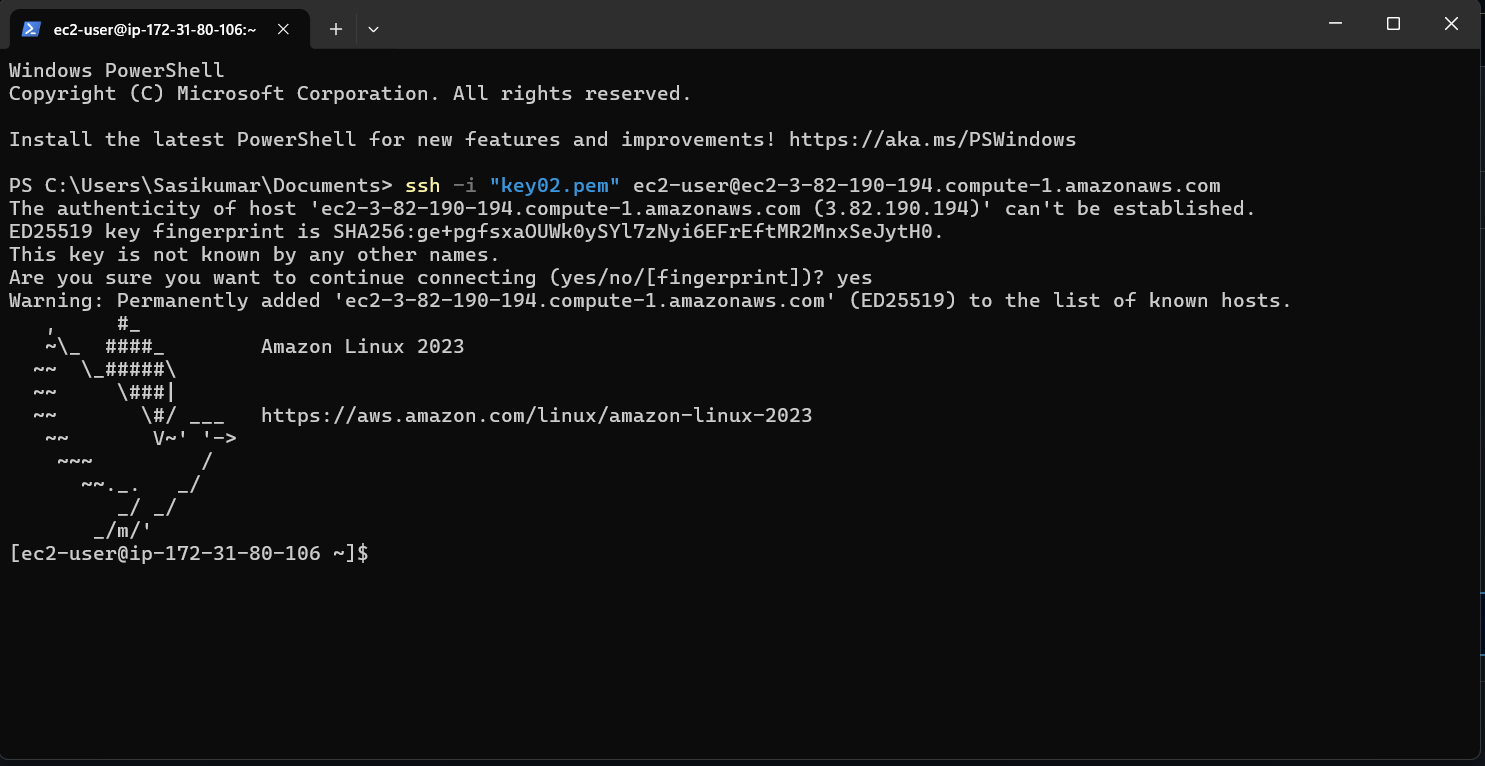 ec2-user@ip-172-31-80-106:~
Windows PowerShell
Copyright (C) Microsoft Corporation. All rights reserved.
Install the latest PowerShell for new features and improvements! https://aka.ms/PSWindows
PS C:\Users\Sasikumar\Documents> ssh -i "key02.pem" ec2-user@ec2-3-82-190-194.compute-1.amazonaws.com
The authenticity of host 'ec2-3-82-190-194.compute-1.amazonaws.com (3.82.190.194)' can't be established.
ED25519 key fingerprint is SHA256:ge+pgfsxaOUWk0ySYl7zNyi6EFrEftMR2MnxSeJytH0.
This key is not known by any other names.
Are you sure you want to continue connecting (yes/no/[fingerprint])? yes
Warning: Permanently added 'ec2-3-82-190-194.compute-1.amazonaws.com' (ED25519) to the list of known hosts.
   ,     #_
   ~\_  ####_        Amazon Linux 2023
  ~~  \_#####\
  ~~     \###|
  ~~       \#/ ___   https://aws.amazon.com/linux/amazon-linux-2023
   ~~       V~' '->
    ~~~         /
      ~~._.   _/
         _/ _/
       _/m/'
[ec2-user@ip-172-31-80-106 ~]$